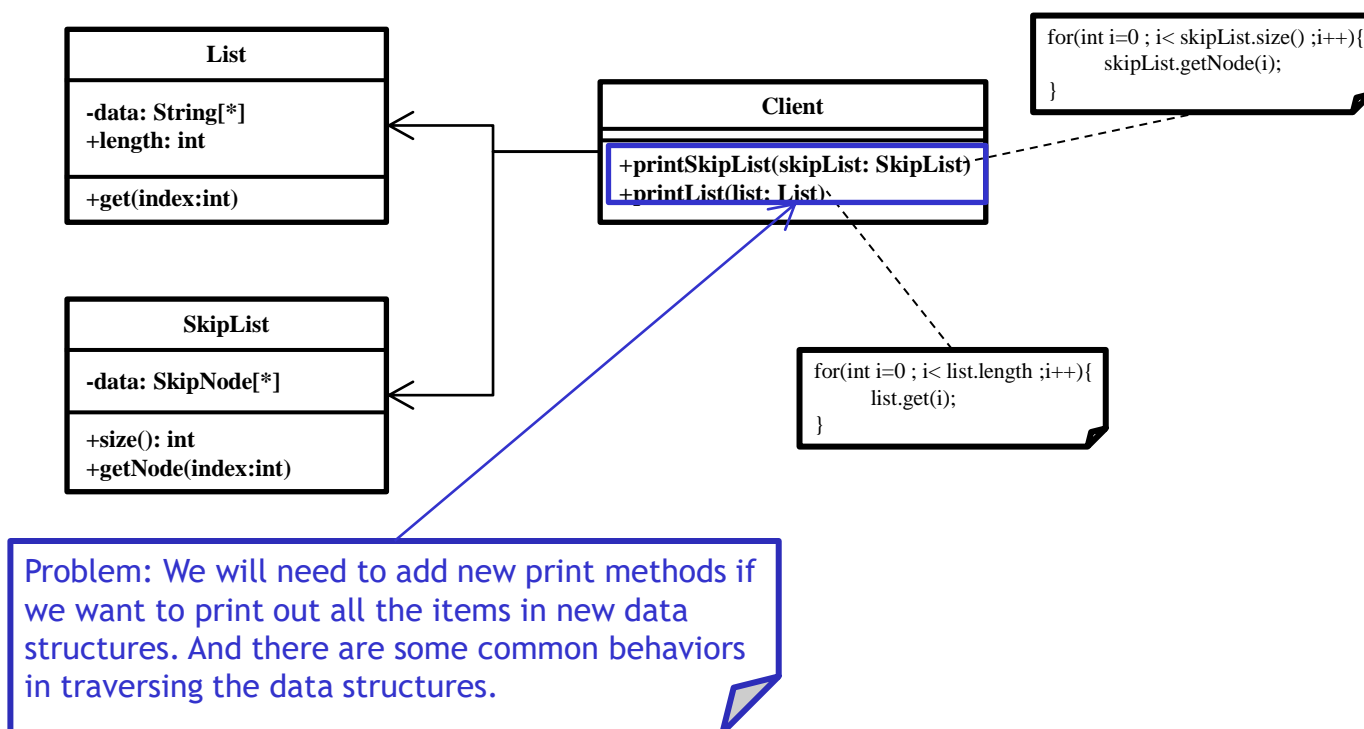 List
-data: String[*]
+length: int
+get(index:int)
SkipList
-data: SkipNode[*]
+size(): int
+getNode(index:int)
Client
+printSkipList(skipList: SkipList)
+printList(list: List)
for(int i=0 ; i< skipList.size() ;i++){
skipList.getNode(i);
}
for(int i=0 ; i< list.length ;i++){
list.get(i);
}
Problem: We will need to add new print methods if
we want to print out all the items in new data
structures. And there are some common behaviors
in traversing the data structures.